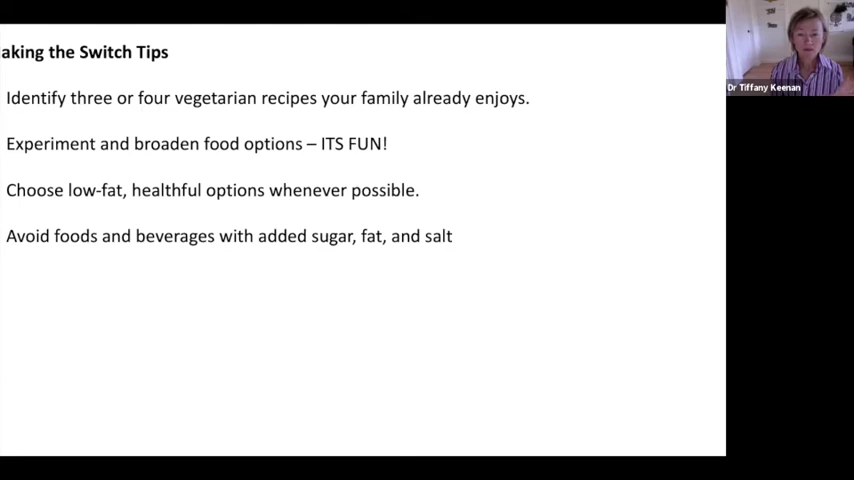 aking the Switch Tips
Identify three or four vegetarian recipes your family already enjoys.
Experiment and broaden food options – ITS FUN!
Choose low-fat, healthful options whenever possible.
Avoid foods and beverages with added sugar, fat, and salt
Dr Tiffany Keenan